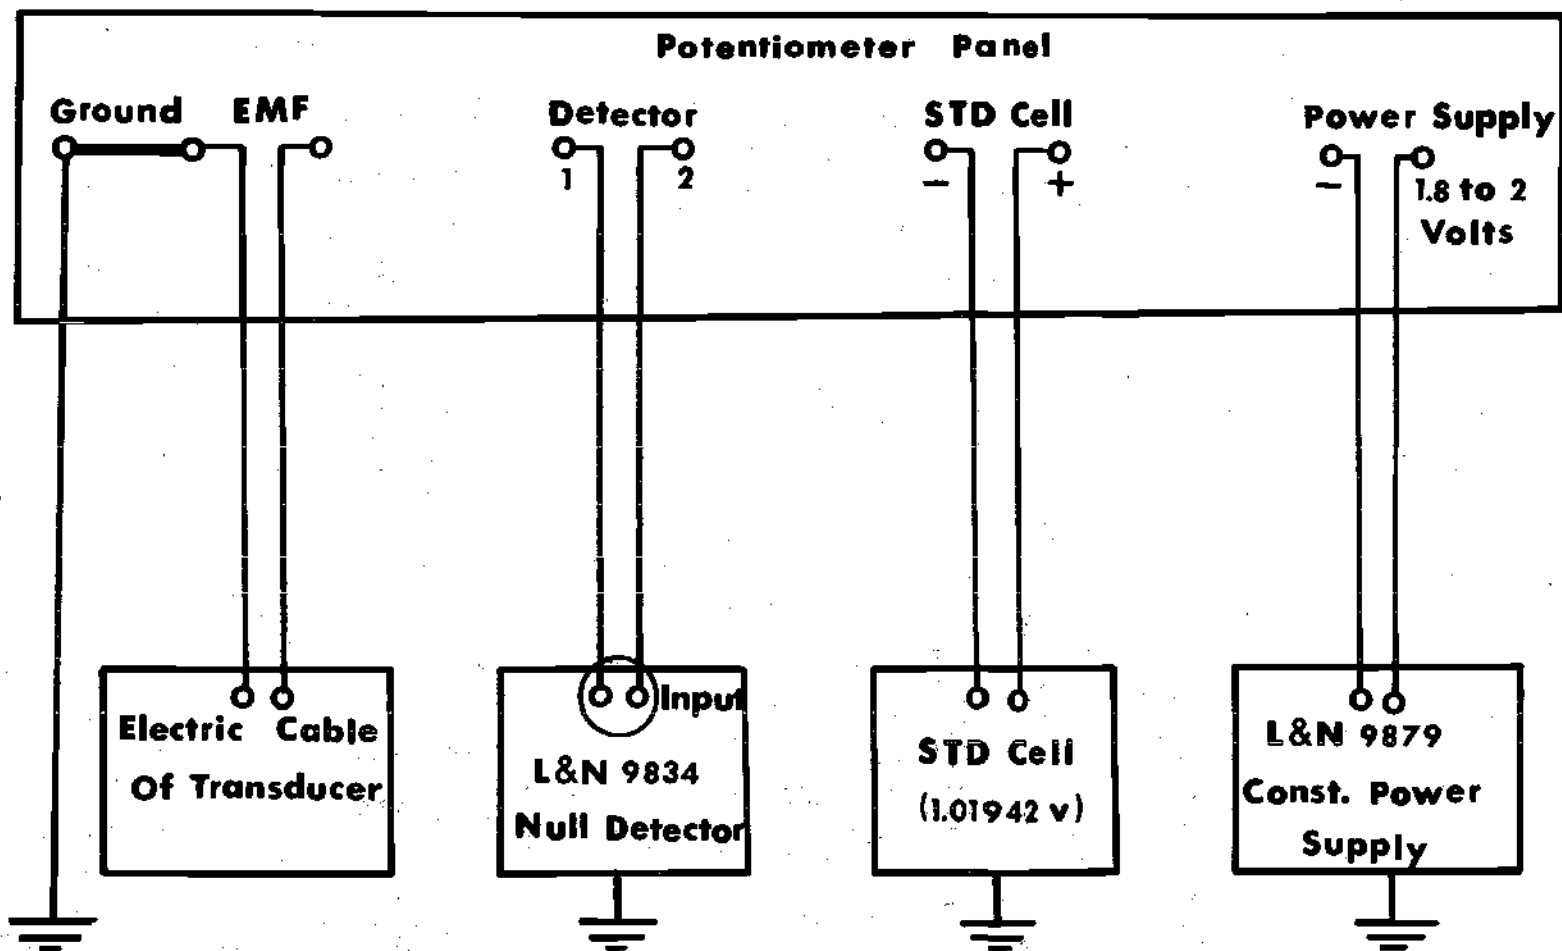 Potentiometer Panel
Ground EMF
Detector
1 2
STD Cell
− +
Power Supply
−
1.8 to 2
Volts
Electric Cable
Of Transducer
Input
L&N 9834
Null Detector
STD Cell
(1.01942 v)
L&N 9879
Const. Power
Supply